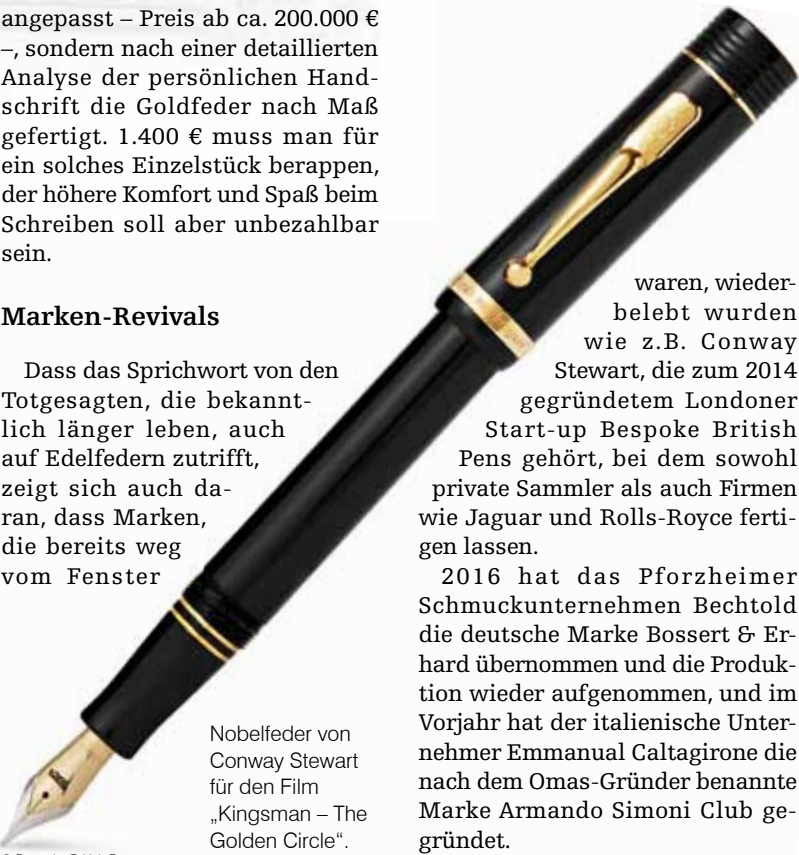 angepasst – Preis ab ca. 200.000 €
–, sondern nach einer detaillierten
Analyse der persönlichen Hand-
schrift die Goldfeder nach Maß
gefertigt. 1.400 € muss man für
ein solches Einzelstück berappen,
der höhere Komfort und Spaß beim
Schreiben soll aber unbezahlbar
sein.
Marken-Revivals
Dass das Sprichwort von den
Totgesagten, die bekannt-
lich länger leben, auch
auf Edelfedern zutrifft,
zeigt sich auch da-
ran, dass Marken,
die bereits weg
vom Fenster
waren, wieder-
belebt wurden
wie z.B. Conway
Stewart, die zum 2014
gegründetem Londoner
Start-up Bespoke British
Pens gehört, bei dem sowohl
private Sammler als auch Firmen
wie Jaguar und Rolls-Royce ferti-
gen lassen.
2016 hat das Pforzheimer
Schmuckunternehmen Bechtold
die deutsche Marke Bossert & Er-
hard übernommen und die Produk-
tion wieder aufgenommen, und im
Vorjahr hat der italienische Unter-
nehmer Emmanual Caltagirone die
nach dem Omas-Gründer benannte
Marke Armando Simoni Club ge-
gründet.
Nobelfeder von
Conway Stewart
für den Film
„Kingsman – The
Golden Circle“.